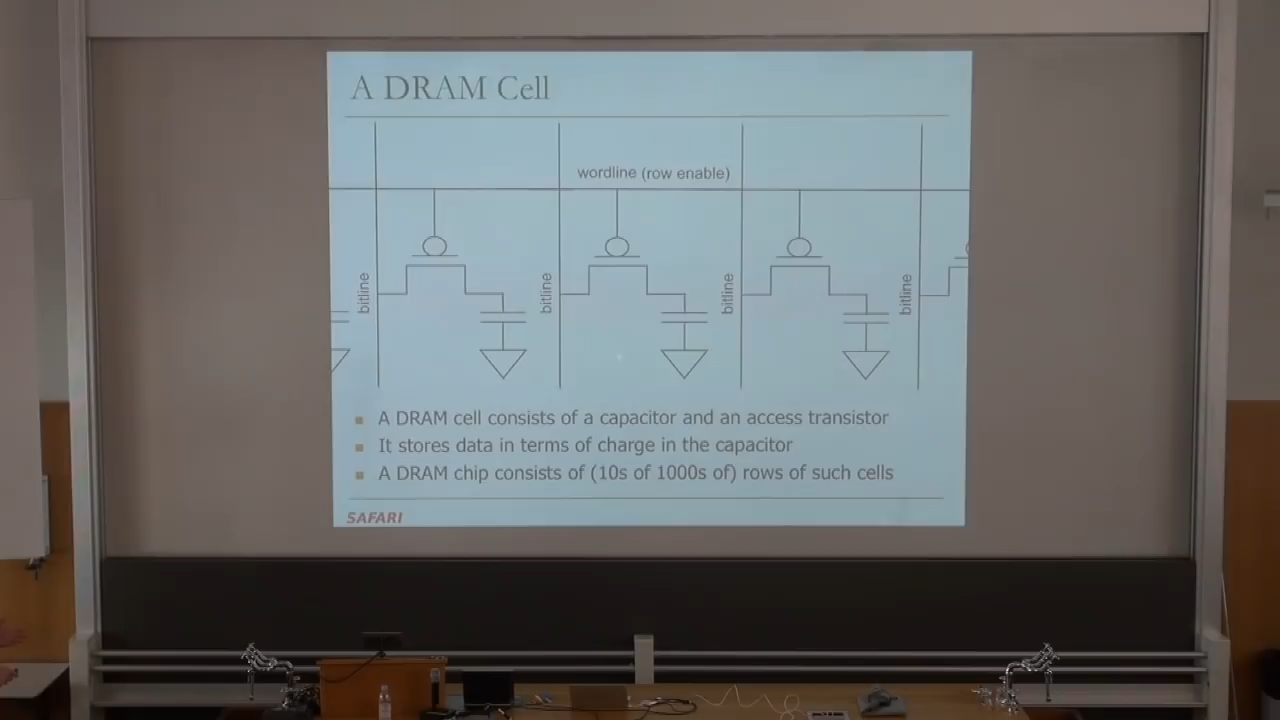 A DRAM Cell
wordline (row enable)
bitline
bitline
bitline
bitline
A DRAM cell consists of a capacitor and an access transistor
It stores data in terms of charge in the capacitor
A DRAM chip consists of (10s of 1000s of) rows of such cells
SAFARI